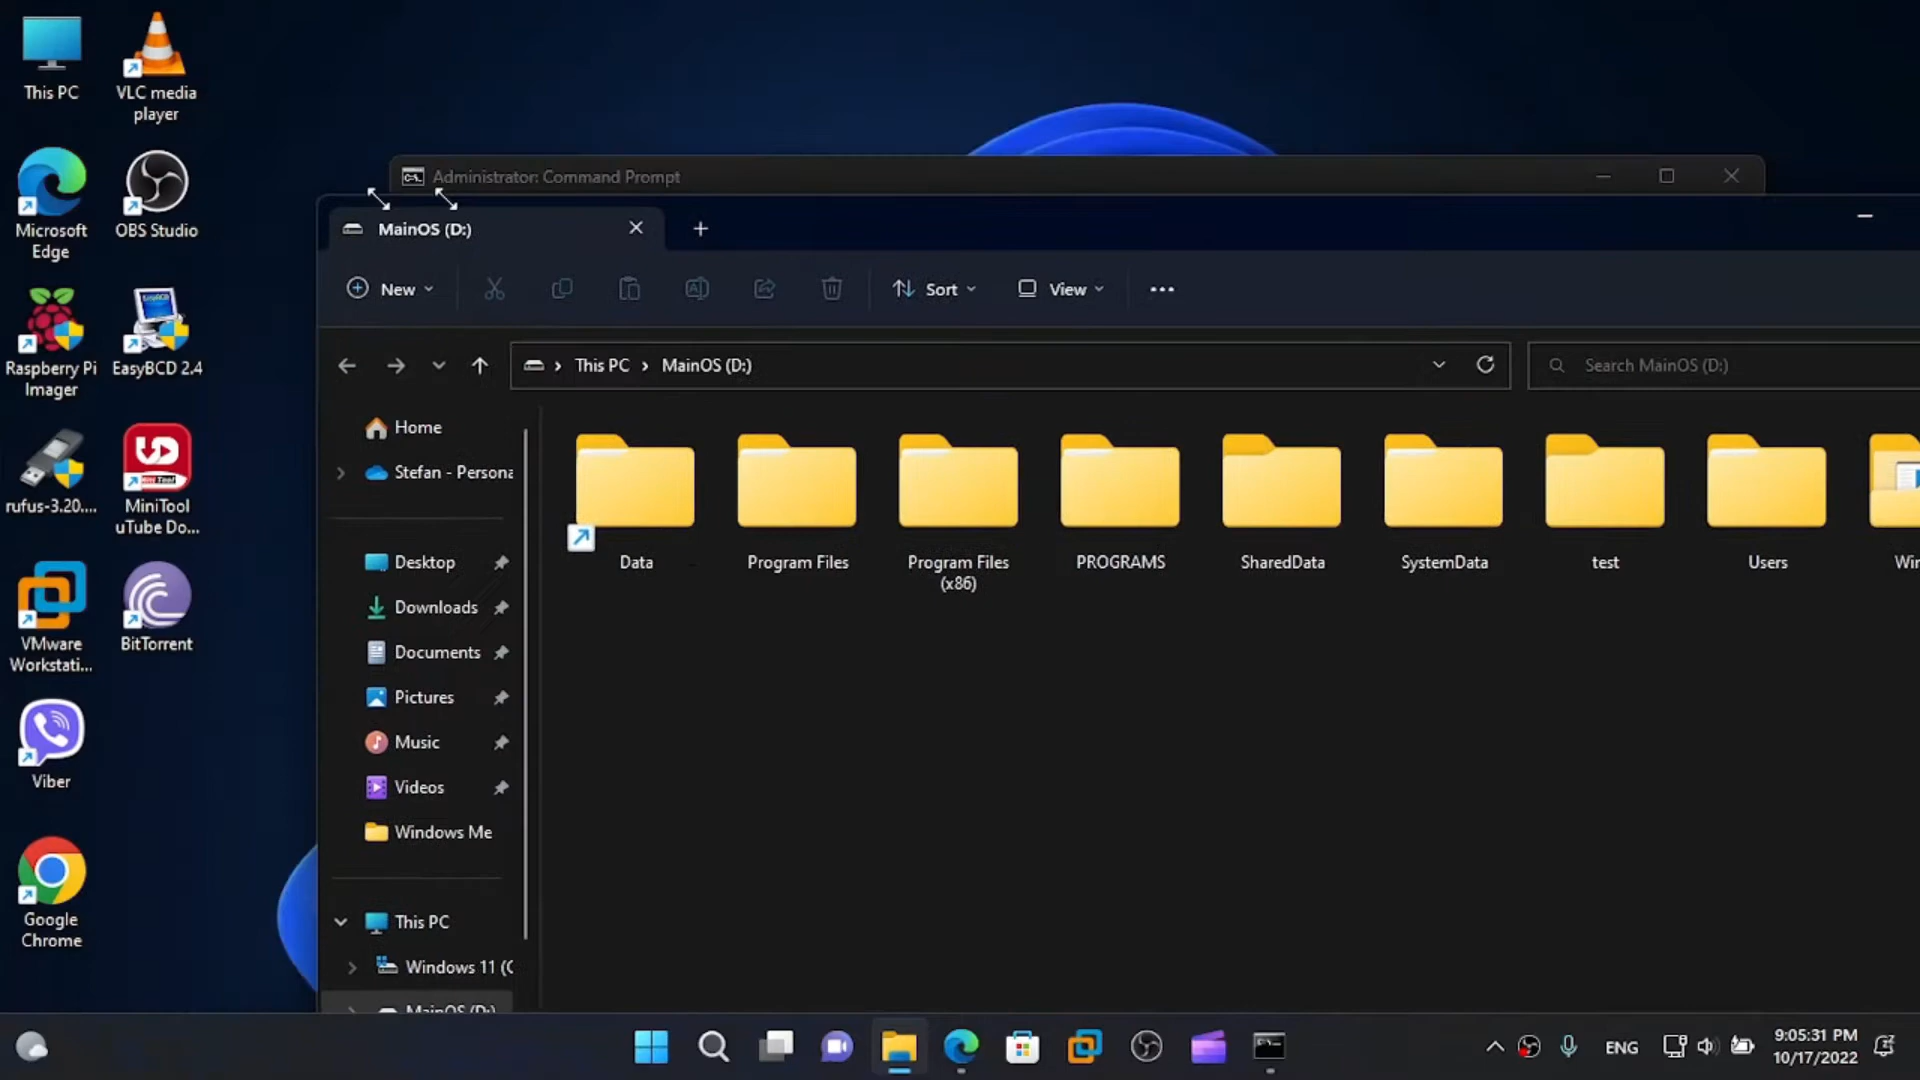 This PC
VLC media
player
Microsoft
Edge
OBS Studio
Raspberry Pi
Imager
EasyBCD 2.4
rufus-3.20....
MiniTool
uTube Do...
VMware
Workstati...
BitTorrent
Viber
Google
Chrome
Administrator: Command Prompt
MainOS (D:)
New
Sort
View
This PC
MainOS (D:)
Search MainOS (D:)
Home
Stefan - Persona
Desktop
Downloads
Documents
Pictures
Music
Videos
Windows Me
This PC
Windows 11 (C
MainOS (D:)
Data
Program Files
Program Files
(x86)
PROGRAMS
SharedData
SystemData
test
Users
Win
ENG
9:05:31 PM
10/17/2022